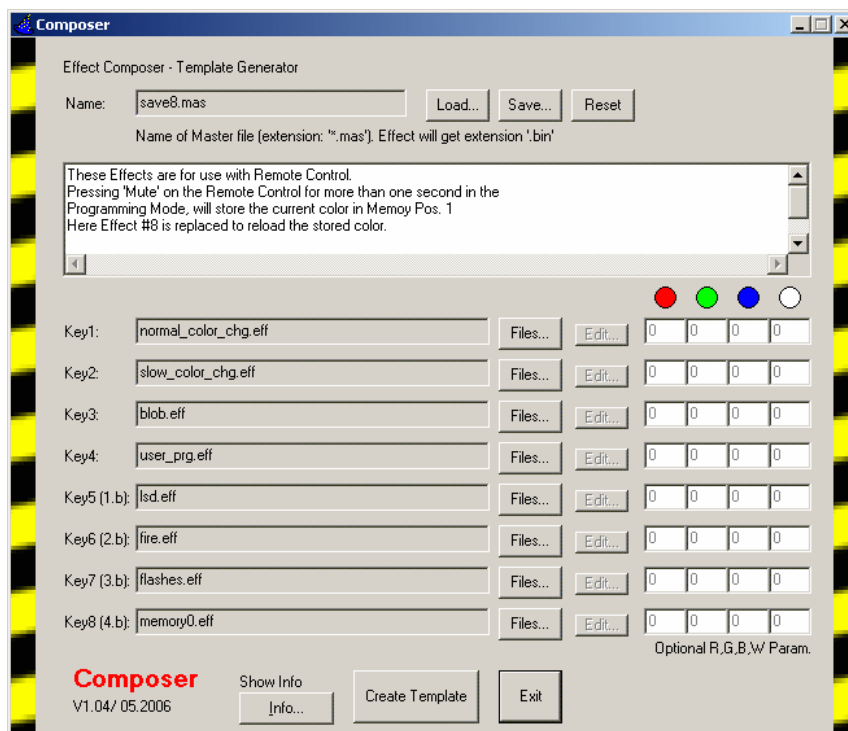 Composer
Effect Composer - Template Generator
Name: save8.mas Load... Save... Reset
Name of Master file (extension: '*.mas'). Effect will get extension '.bin'
These Effects are for use with Remote Control.
Pressing 'Mute' on the Remote Control for more than one second in the
Programming Mode, will store the current color in Memoy Pos. 1
Here Effect #8 is replaced to reload the stored color.
Key1: normal_color_chg.eff Files... Edit... 0 0 0 0
Key2: slow_color_chg.eff Files... Edit... 0 0 0 0
Key3: blob.eff Files... Edit... 0 0 0 0
Key4: user_prg.eff Files... Edit... 0 0 0 0
Key5 (1.b): lsd.eff Files... Edit... 0 0 0 0
Key6 (2.b): fire.eff Files... Edit... 0 0 0 0
Key7 (3.b): flashes.eff Files... Edit... 0 0 0 0
Key8 (4.b): memory0.eff Files... Edit... 0 0 0 0
Optional R,G,B,W Param.
Composer Show Info
V1.04/ 05.2006 Info... Create Template Exit